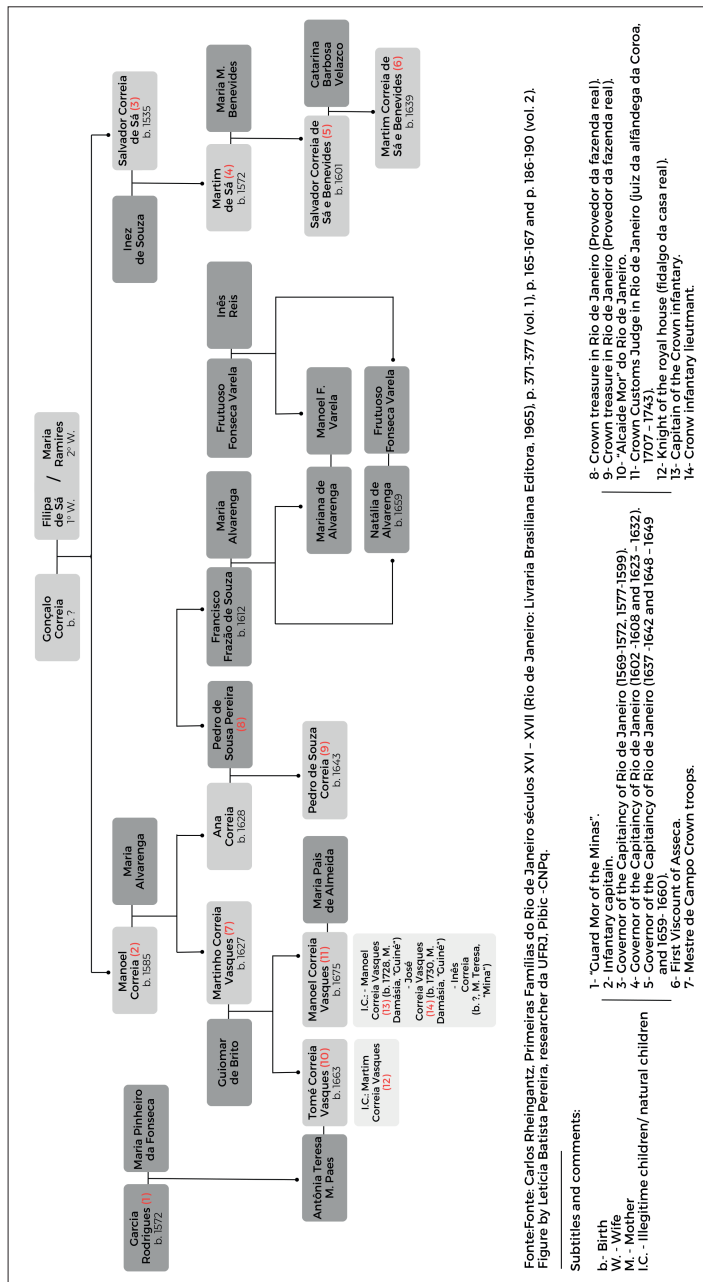 Gonçalo
Correia
b. ?
Filipa
de Sá
1º W.
/
Maria
Ramires
2º W.
Garcia
Rodrigues (1)
b. 1572
Maria Pinheiro
da Fonseca
Manoel
Correia (2)
b. 1585
Maria
Alvarenga
Inez
de Souza
Salvador Correia
de Sá (3)
b. 1535
Guiomar
de Brito
Martinho Correia
Vasques (7)
b. 1627
Ana
Correia
b. 1628
Pedro de
Sousa Pereira
(8)
Francisco
Frazão de Souza
b. 1612
Maria
Alvarenga
Frutuoso
Fonseca Varela
Inês
Reis
Martim
de Sá (4)
b. 1572
Maria M.
Benevides
Antônia Teresa
M. Paes
Tomé Correia
Vasques (10)
b. 1663
Manoel Correia
Vasques (11)
b. 1675
Maria Pais
de Almeida
Pedro de Souza
Correia (9)
b. 1643
Mariana de
Alvarenga
Manoel F.
Varela
Salvador Correia de
Sá e Benevides (5)
b. 1601
Catarina
Barbosa
Velazco
I.C.: Martim
Correia Vasques
(12)
I.C.: - Manoel
Correia Vasques
(13) (b. 1728, M.
Damásia, "Guiné")
- José
Correia Vasques
(14) (b. 1730, M.
Damásia, "Guiné")
- Inês
Correia
(b. ?, M. Teresa,
"Mina")
Natália de
Alvarenga
b. 1659
Frutuoso
Fonseca Varela
Martim Correia de
Sá e Benevides (6)
b. 1639
Fonte:Fonte: Carlos Rheingantz, Primeiras Famílias do Rio de Janeiro séculos XVI – XVII (Rio de Janeiro: Livraria Brasiliana Editora, 1965), p. 371-377 (vol. 1), p. 165-167 and p. 186-190 (vol. 2).
Figure by Letícia Batista Pereira, researcher da UFRJ, Pibic -CNPq.
Subtitles and comments:
b.- Birth
W. - Wife
M. - Mother
I.C. - Illegitime children/ natural children
1- "Guard Mor of the Minas".
2- Infantary capitain.
3- Governor of the Capitaincy of Rio de Janeiro (1569-1572, 1577-1599).
4- Governor of the Capitaincy of Rio de Janeiro (1602 -1608 and 1623 – 1632).
5- Governor of the Capitaincy of Rio de Janeiro (1637 -1642 and 1648 – 1649
and 1659- 1660).
6- First Viscount of Asseca.
7- Mestre de Campo Crown troops.
8- Crown treasure in Rio de Janeiro (Provedor da fazenda real).
9- Crown treasure in Rio de Janeiro (Provedor da fazenda real).
10- "Alcaide Mor" do Rio de Janeiro.
11- Crown Customs Judge in Rio de Janeiro (juiz da alfândega da Coroa,
1707 – 1743).
12- Knight of the royal house (fidalgo da casa real).
13- Capitain of the Crown infantary.
14- Cronw infantary lieutmant.